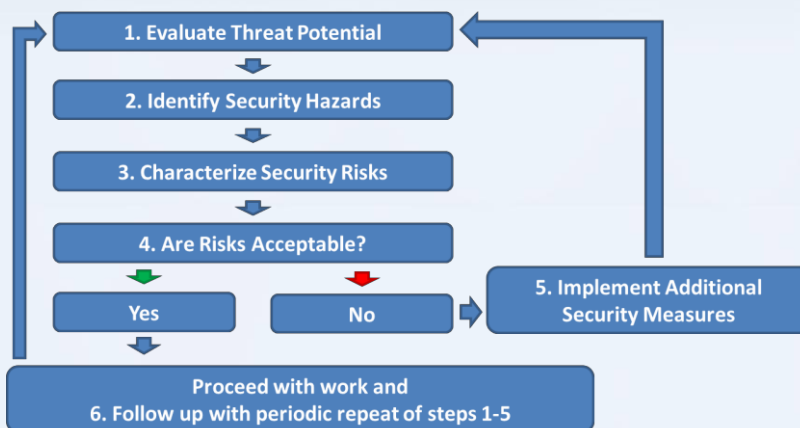 1. Evaluate Threat Potential
2. Identify Security Hazards
3. Characterize Security Risks
4. Are Risks Acceptable?
Yes
No
5. Implement Additional
Security Measures
Proceed with work and
6. Follow up with periodic repeat of steps 1-5